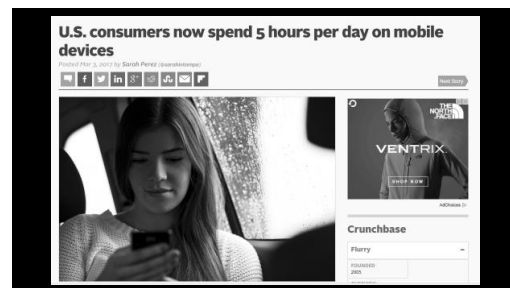 U.S. consumers now spend 5 hours per day on mobile
devices
Posted Mar 3, 2017 by Sarah Perez (@sarahintampa)
Next Story
THE
NORTH
FACE
VENTRIX.
SHOP NOW
AdChoices
Crunchbase
Flurry
FOUNDED
2005